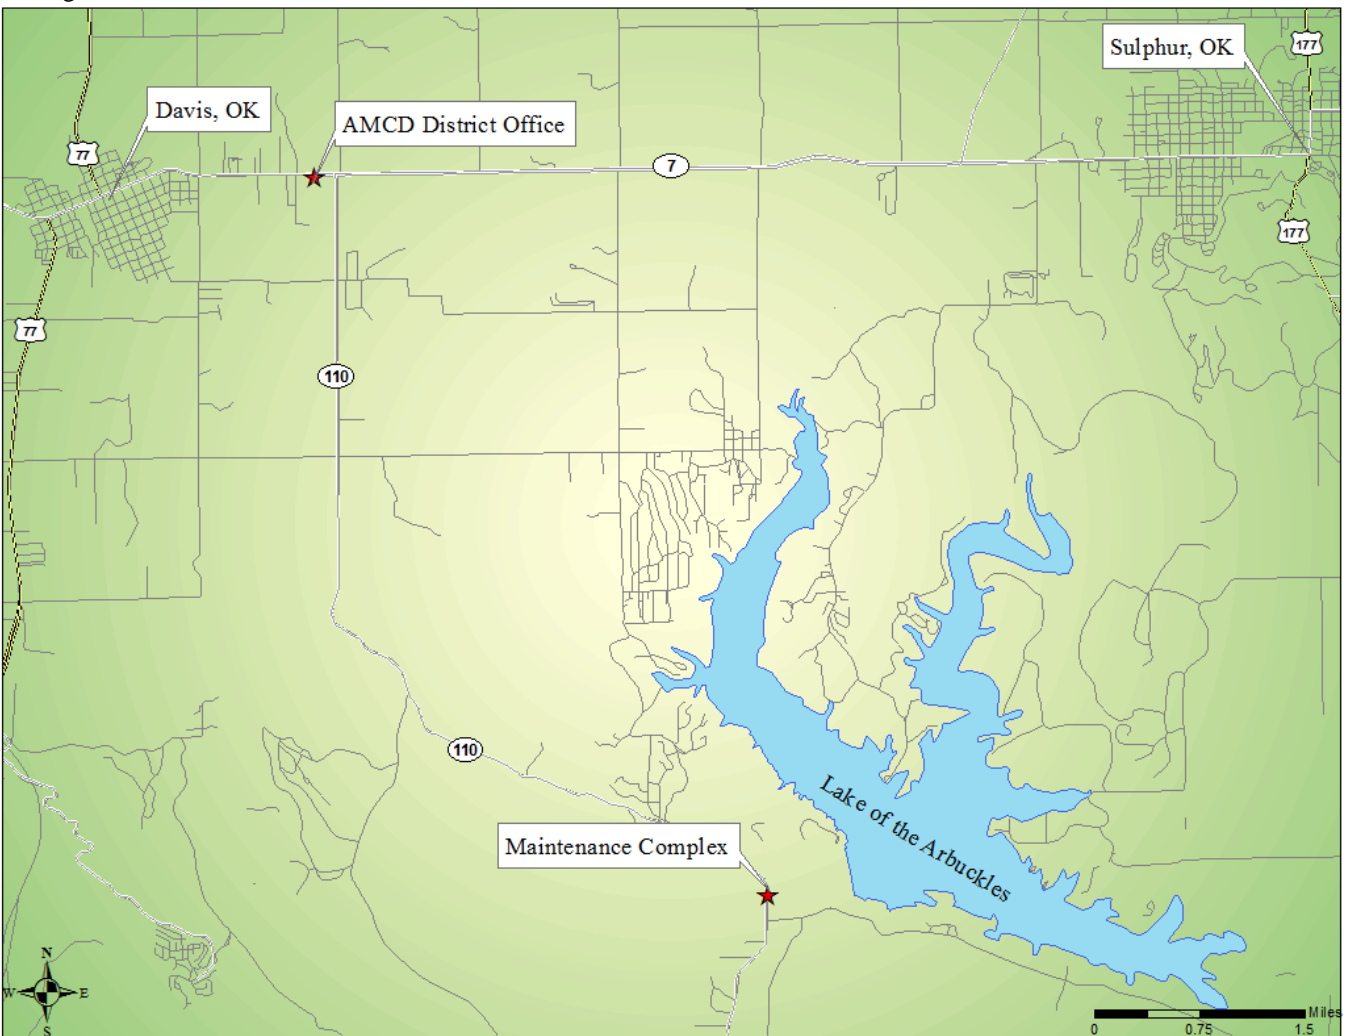 177
Sulphur, OK
Davis, OK
AMCD District Office
77
7
177
77
110
110
Lake of the Arbuckles
Maintenance Complex
N
W E
S
Miles
0 0.75 1.5